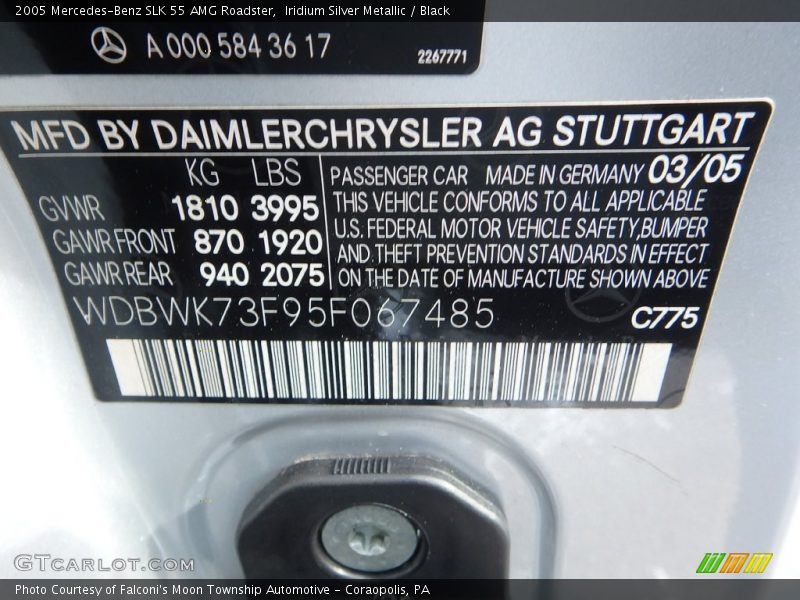 2005 Mercedes-Benz SLK 55 AMG Roadster, Iridium Silver Metallic / Black
A 000 584 36 17
2267771
MFD BY DAIMLERCHRYSLER AG STUTTGART
KG LBS
GVWR 1810 3995
GAWR FRONT 870 1920
GAWR REAR 940 2075
PASSENGER CAR MADE IN GERMANY 03/05
THIS VEHICLE CONFORMS TO ALL APPLICABLE
U.S. FEDERAL MOTOR VEHICLE SAFETY,BUMPER
AND THEFT PREVENTION STANDARDS IN EFFECT
ON THE DATE OF MANUFACTURE SHOWN ABOVE
WDBWK73F95F067485
C775
GTCARLOT.COM
Photo Courtesy of Falconi's Moon Township Automotive - Coraopolis, PA